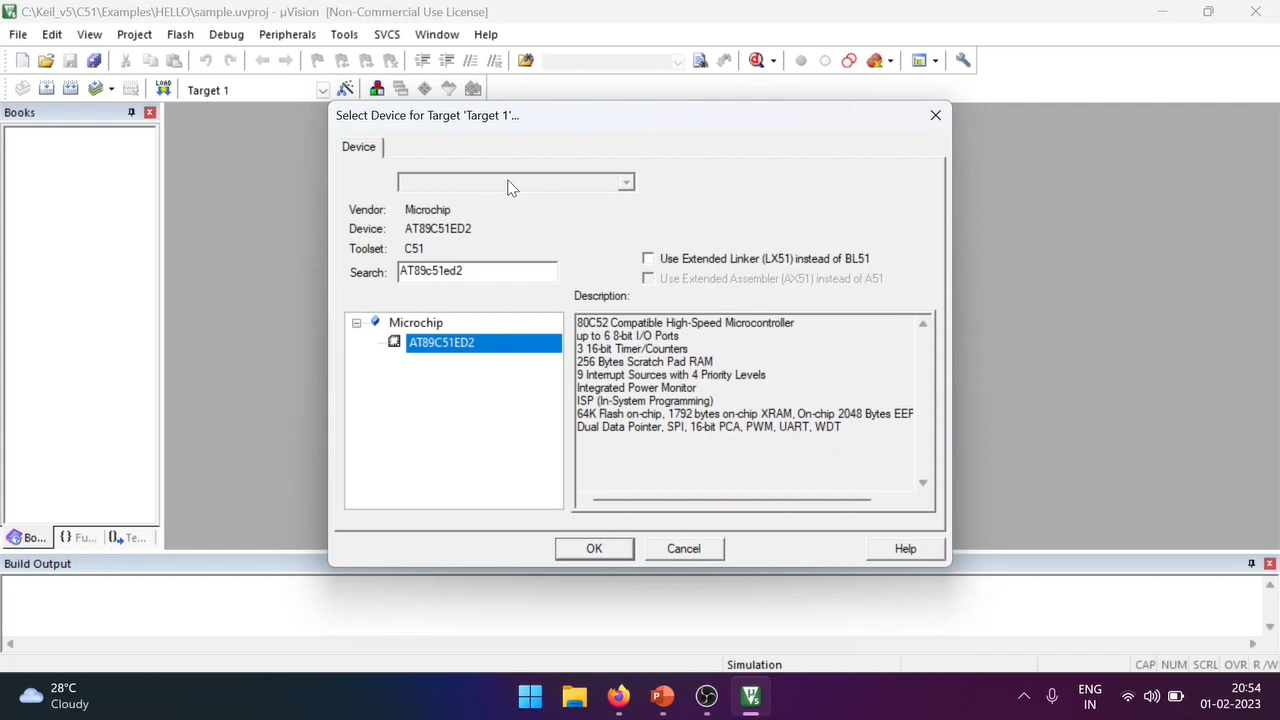 C:\Keil_v5\C51\Examples\HELLO\sample.uvproj - µVision [Non-Commercial Use License]
File Edit View Project Flash Debug Peripherals Tools SVCS Window Help
LOAD Target 1
Books
Select Device for Target 'Target 1'...
Device
Vendor: Microchip
Device: AT89C51ED2
Toolset: C51
Search: AT89c51ed2
Use Extended Linker (LX51) instead of BL51
Use Extended Assembler (AX51) instead of A51
Description:
Microchip
AT89C51ED2
80C52 Compatible High-Speed Microcontroller
up to 6 8-bit I/O Ports
3 16-bit Timer/Counters
256 Bytes Scratch Pad RAM
9 Interrupt Sources with 4 Priority Levels
Integrated Power Monitor
ISP (In-System Programming)
64K Flash on-chip, 1792 bytes on-chip XRAM, On-chip 2048 Bytes EEF
Dual Data Pointer, SPI, 16-bit PCA, PWM, UART, WDT
OK Cancel Help
Bo... {} Fu... Te...
Build Output
Simulation
CAP NUM SCRL OVR R/W
28°C
Cloudy
ENG
IN
20:54
01-02-2023